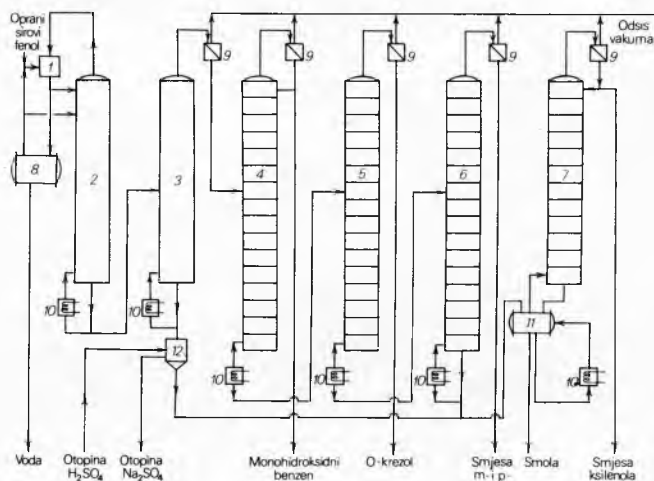 Oprani
sirovi
fenol
Odsis
vakuma
1
9
9
9
9
9
8
2
3
4
5
6
7
10
10
11
12
10
10
10
10
Voda
Otopina
H₂SO₄
Otopina
Na₂SO₄
Monohidroksidni
benzen
O-krezol
Smjesa
m- i p-
Smola
Smjesa
ksilenola